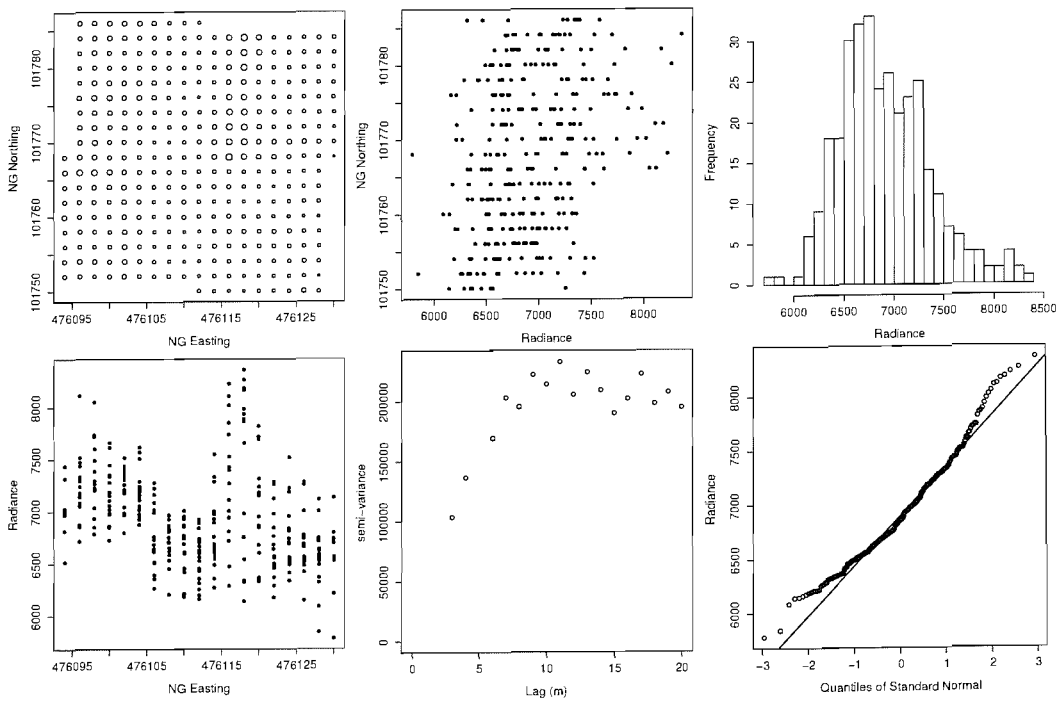 101750 101760 101770 101780
NG Northing
476095 476105 476115 476125
NG Easting
101750 101760 101770 101780
NG Northing
6000 6500 7000 7500 8000
Radiance
0 5 10 15 20 25 30
Frequency
6000 6500 7000 7500 8000 8500
Radiance
6000 6500 7000 7500 8000
Radiance
476095 476105 476115 476125
NG Easting
0 50000 100000 150000 200000
semi-variance
0 5 10 15 20
Lag (m)
6000 6500 7000 7500 8000
Radiance
-3 -2 -1 0 1 2 3
Quantiles of Standard Normal